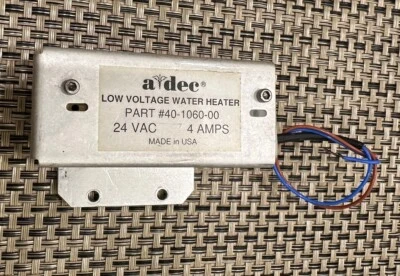 a-dec®
LOW VOLTAGE WATER HEATER
PART #40-1060-00
24 VAC 4 AMPS
MADE in USA